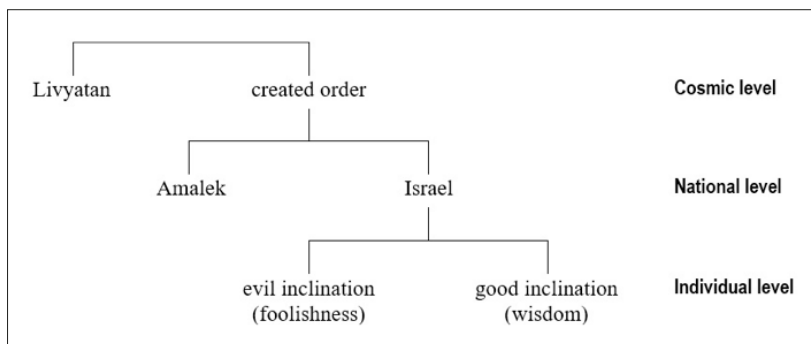 Livyatan created order Cosmic level
Amalek Israel National level
evil inclination good inclination Individual level
(foolishness) (wisdom)